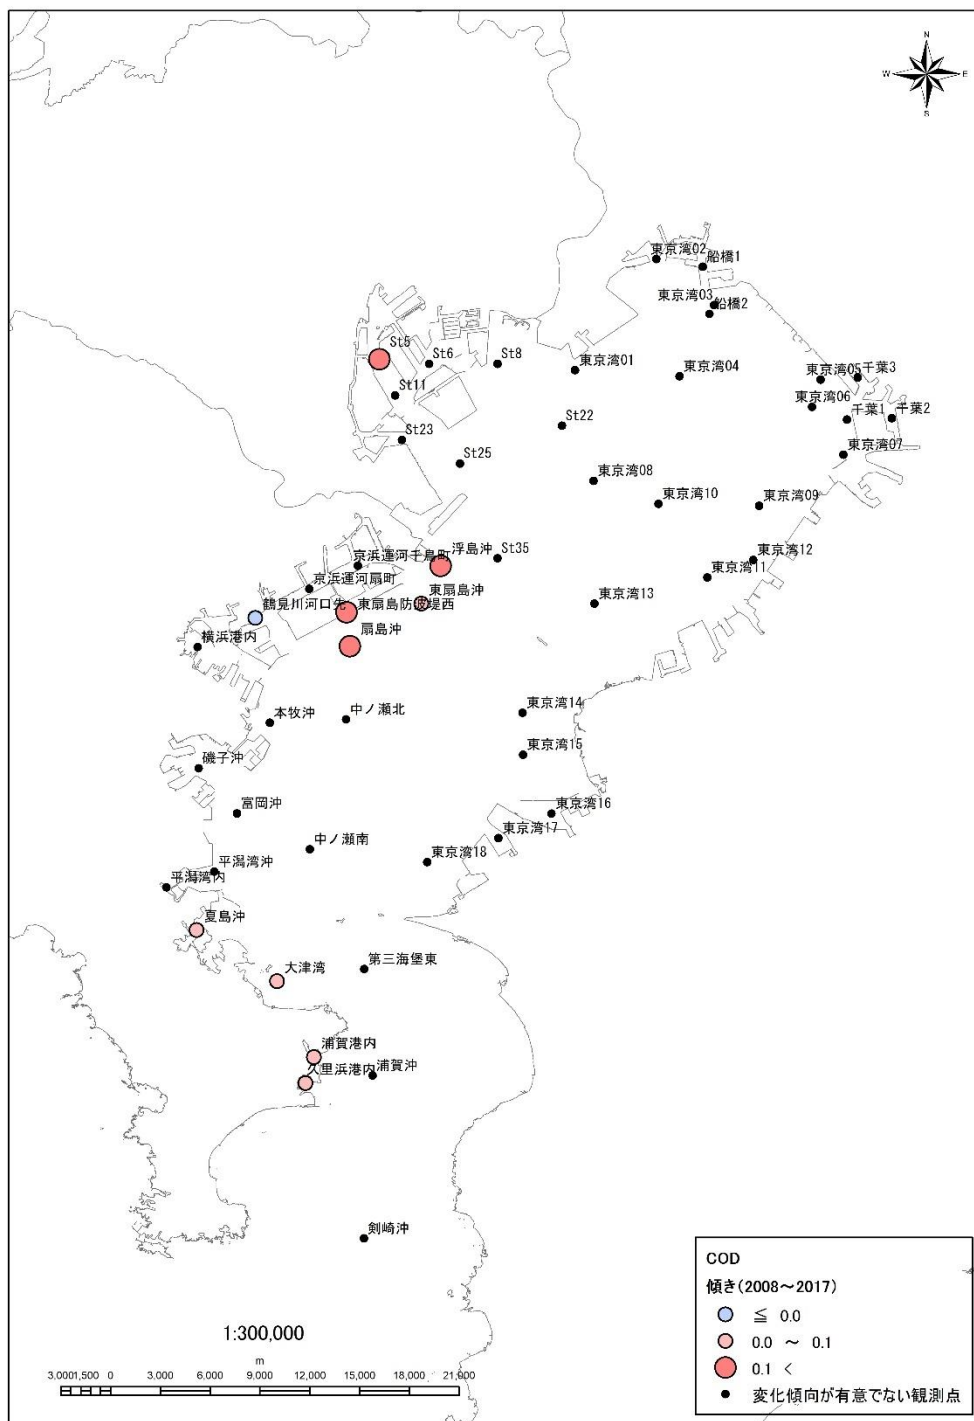 N
W E
S
東京湾02
船橋1
東京湾03
船橋2
St5
St6
St8
東京湾01
東京湾04
東京湾05
千葉3
St11
東京湾06
千葉1
千葉2
St22
St23
東京湾07
St25
東京湾08
東京湾10
東京湾09
浮島沖
St35
京浜運河千鳥町
東京湾12
東京湾11
京浜運河扇町
東扇島沖
鶴見川河口先
東扇島防波堤西
東京湾13
扇島沖
横浜港内
本牧沖
中ノ瀬北
東京湾14
東京湾15
磯子沖
富岡沖
東京湾16
東京湾17
中ノ瀬南
東京湾18
平潟湾沖
平潟湾内
夏島沖
第三海堡東
大津湾
浦賀港内
久里浜港内
浦賀沖
剣崎沖
COD
傾き(2008～2017)
≦ 0.0
0.0 ～ 0.1
0.1 <
変化傾向が有意でない観測点
1:300,000
m
3,000 1,500 0 3,000 6,000 9,000 12,000 15,000 18,000 21,000